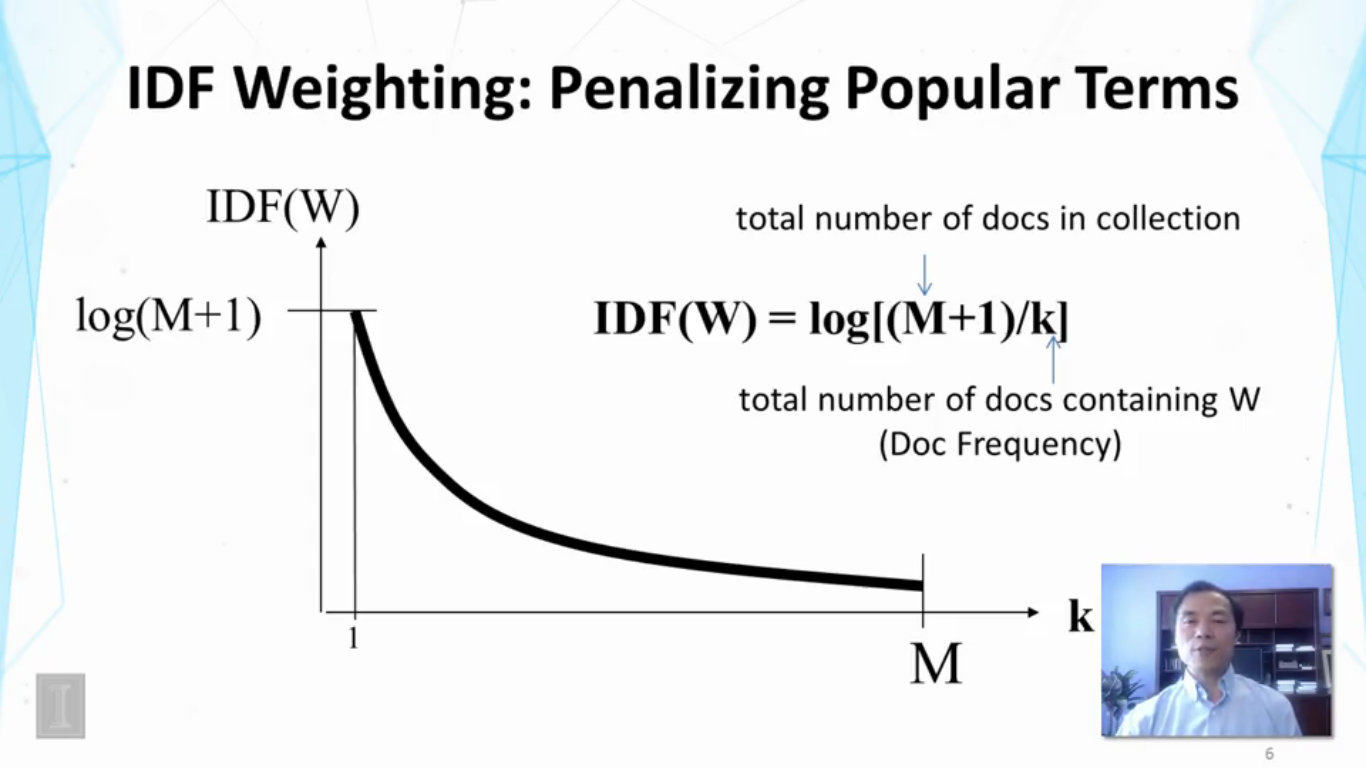 IDF Weighting: Penalizing Popular Terms
IDF(W)
total number of docs in collection
log(M+1)
IDF(W) = log[(M+1)/k]
total number of docs containing W
(Doc Frequency)
k
1
M
I
6